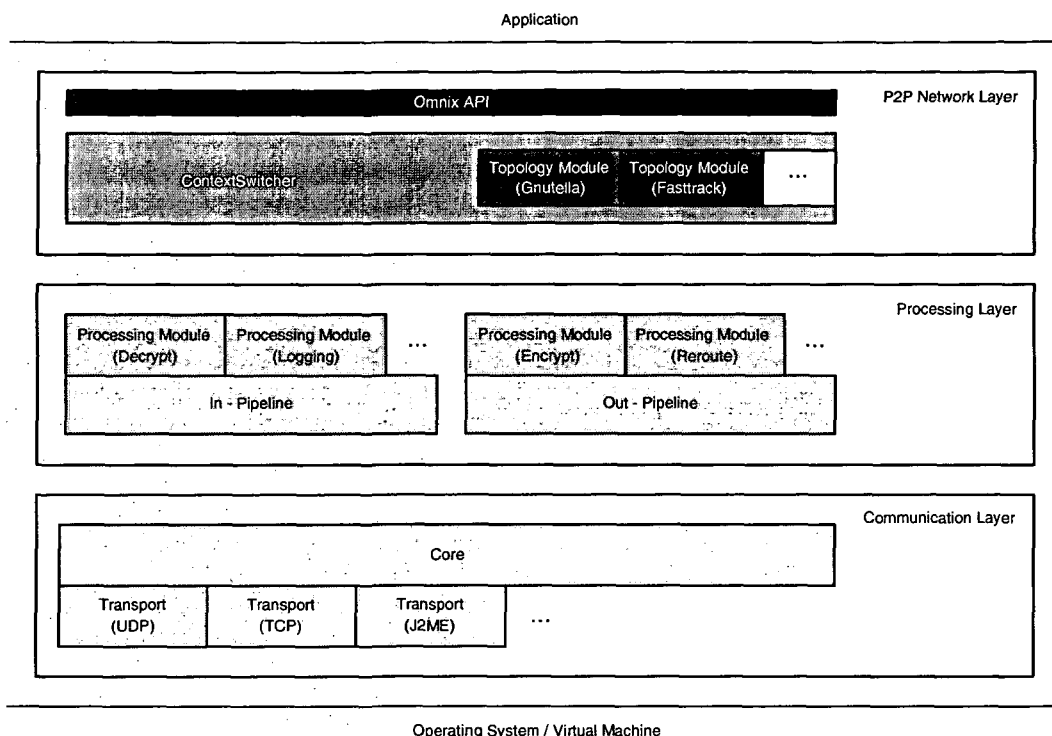 Application
P2P Network Layer
Omnix API
ContextSwitcher
Topology Module
(Gnutella)
Topology Module
(Fasttrack)
...
Processing Layer
Processing Module
(Decrypt)
Processing Module
(Logging)
...
Processing Module
(Encrypt)
Processing Module
(Reroute)
...
In - Pipeline
Out - Pipeline
Communication Layer
Core
Transport
(UDP)
Transport
(TCP)
Transport
(J2ME)
...
Operating System / Virtual Machine